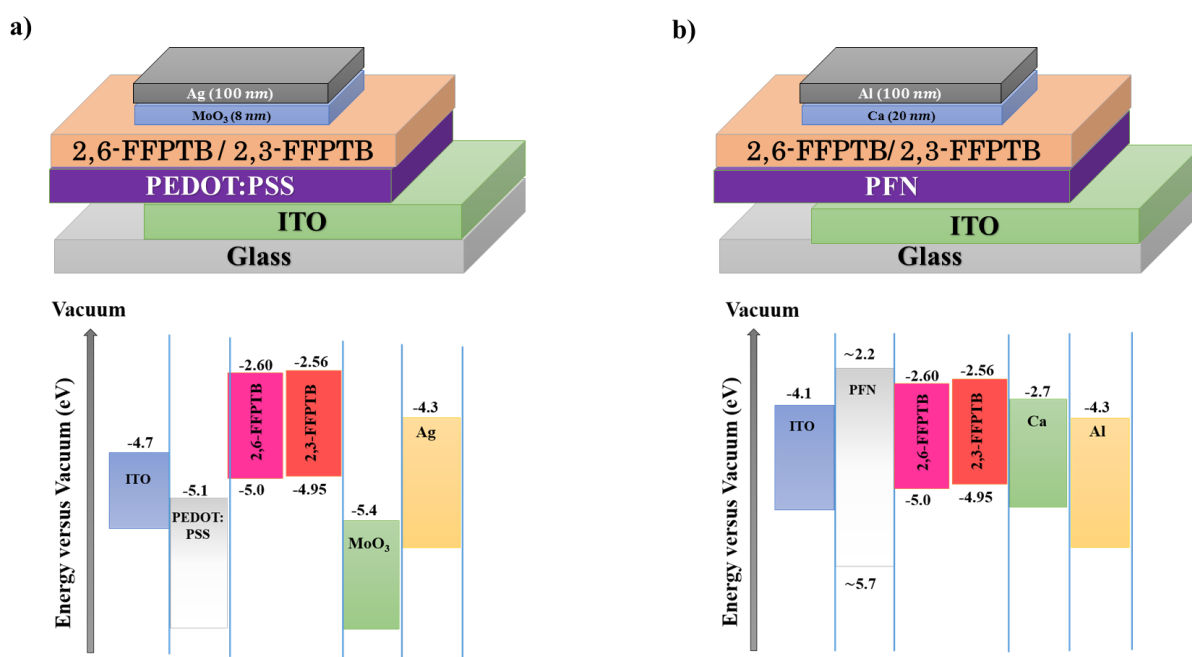 a)
Ag (100 nm)
MoO₃ (8 nm)
2,6-FFPTB / 2,3-FFPTB
PEDOT:PSS
ITO
Glass
Vacuum
Energy versus Vacuum (eV)
-4.7
ITO
-5.1
PEDOT:
PSS
-2.60
2,6-FFPTB
-5.0
-2.56
2,3-FFPTB
-4.95
-5.4
MoO₃
-4.3
Ag
b)
Al (100 nm)
Ca (20 nm)
2,6-FFPTB/ 2,3-FFPTB
PFN
ITO
Glass
Vacuum
Energy versus Vacuum (eV)
-4.1
ITO
~2.2
PFN
~5.7
-2.60
2,6-FFPTB
-5.0
-2.56
2,3-FFPTB
-4.95
-2.7
Ca
-4.3
Al